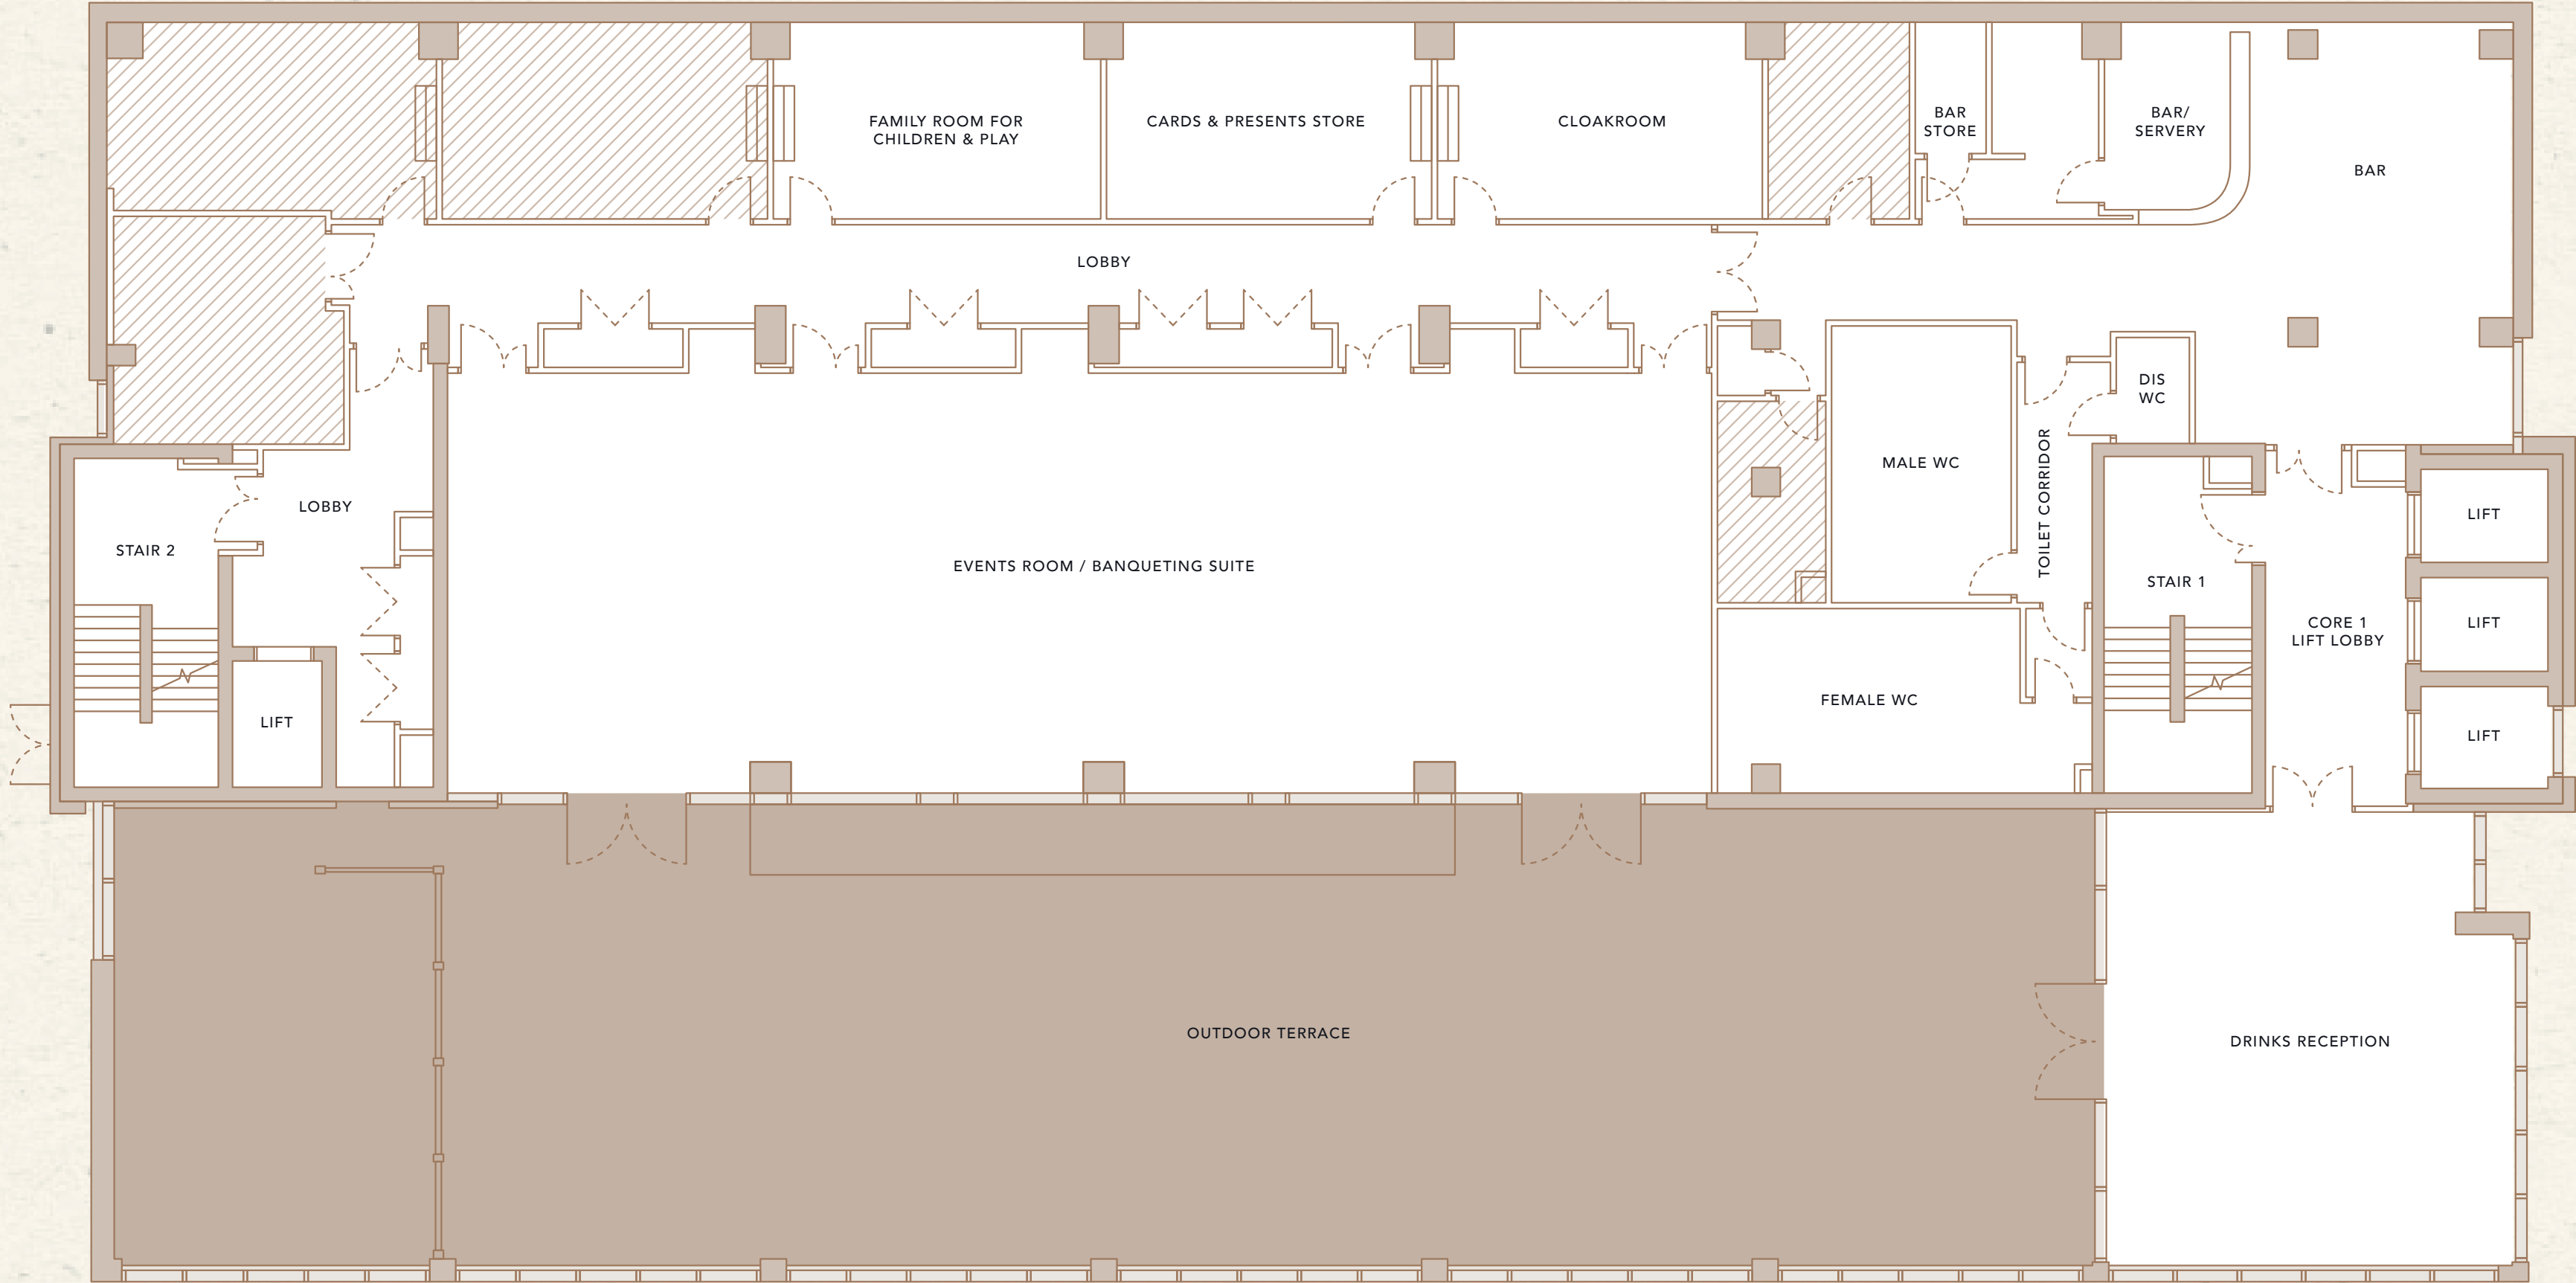 FAMILY ROOM FOR
CHILDREN & PLAY
CARDS & PRESENTS STORE
CLOAKROOM
BAR
STORE
BAR/
SERVERY
BAR
LOBBY
DIS
WC
MALE WC
TOILET CORRIDOR
LOBBY
STAIR 2
EVENTS ROOM / BANQUETING SUITE
STAIR 1
LIFT
CORE 1
LIFT LOBBY
LIFT
FEMALE WC
LIFT
LIFT
OUTDOOR TERRACE
DRINKS RECEPTION